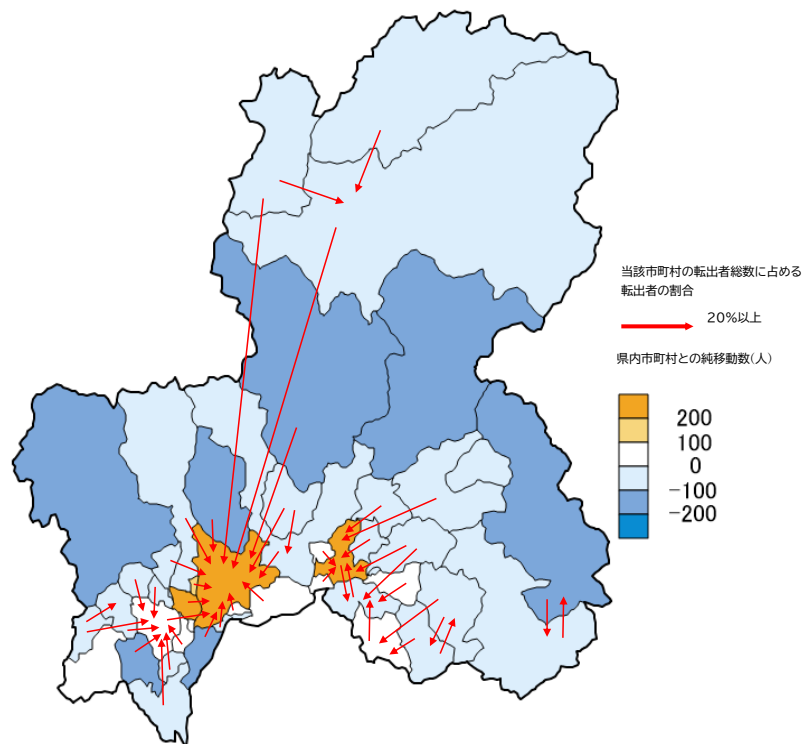 当該市町村の転出者総数に占める
転出者の割合
20%以上
県内市町村との純移動数(人)
200
100
0
-100
-200